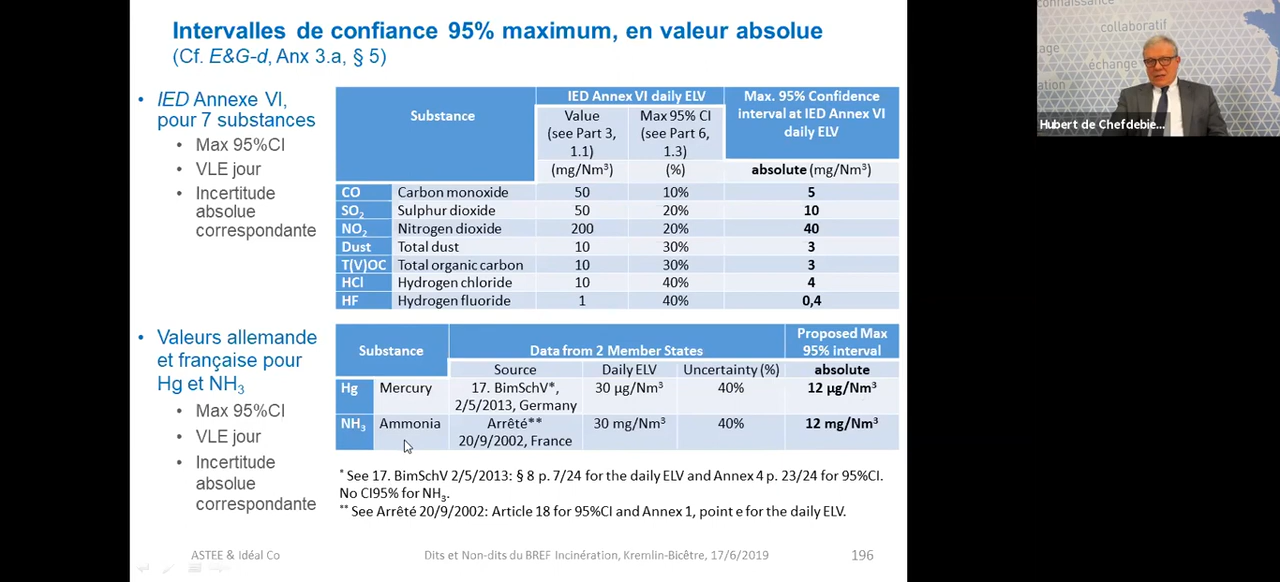 Intervalles de confiance 95% maximum, en valeur absolue
(Cf. E&G-d, Anx 3.a, § 5)
• IED Annexe VI,
pour 7 substances
• Max 95%CI
• VLE jour
• Incertitude
absolue
correspondante
Substance
IED Annex VI daily ELV
Max. 95% Confidence
interval at IED Annex VI
daily ELV
Value
(see Part 3,
1.1)
Max 95% CI
(see Part 6,
1.3)
(mg/Nm³) (%) absolute (mg/Nm³)
CO Carbon monoxide 50 10% 5
SO₂ Sulphur dioxide 50 20% 10
NO₂ Nitrogen dioxide 200 20% 40
Dust Total dust 10 30% 3
T(V)OC Total organic carbon 10 30% 3
HCl Hydrogen chloride 10 40% 4
HF Hydrogen fluoride 1 40% 0,4
• Valeurs allemande
et française pour
Hg et NH₃
• Max 95%CI
• VLE jour
• Incertitude
absolue
correspondante
Substance
Data from 2 Member States
Proposed Max
95% interval
Source Daily ELV Uncertainty (%) absolute
Hg Mercury 17. BimSchV*, 30 µg/Nm³ 40% 12 µg/Nm³
2/5/2013, Germany
NH₃ Ammonia Arrêté** 30 mg/Nm³ 40% 12 mg/Nm³
20/9/2002, France
* See 17. BimSchV 2/5/2013: § 8 p. 7/24 for the daily ELV and Annex 4 p. 23/24 for 95%CI.
No CI95% for NH₃.
** See Arrêté 20/9/2002: Article 18 for 95%CI and Annex 1, point e for the daily ELV.
ASTEE & Idéal Co
Dits et Non-dits du BREF Incinération, Kremlin-Bicêtre, 17/6/2019
196
connaissance
collaboratif
échange
Hubert de Chefdebie...